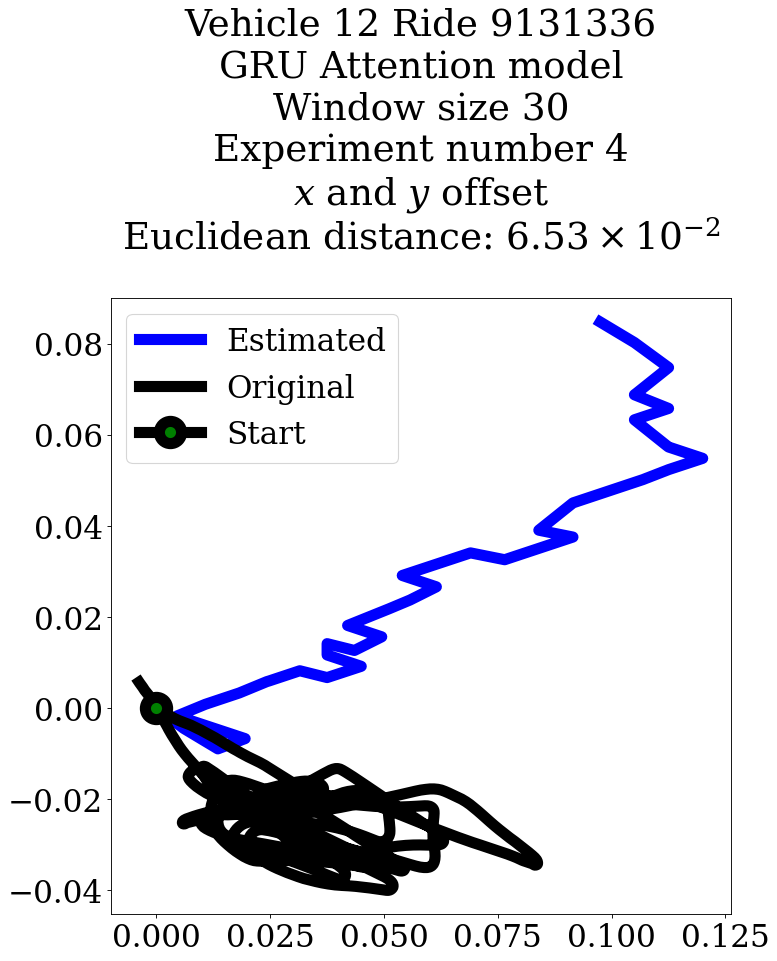 Vehicle 12 Ride 9131336
GRU Attention model
Window size 30
Experiment number 4
x and y offset
Euclidean distance: 6.53 × 10⁻²
Estimated
Original
Start
0.08
0.06
0.04
0.02
0.00
−0.02
−0.04
0.000 0.025 0.050 0.075 0.100 0.125